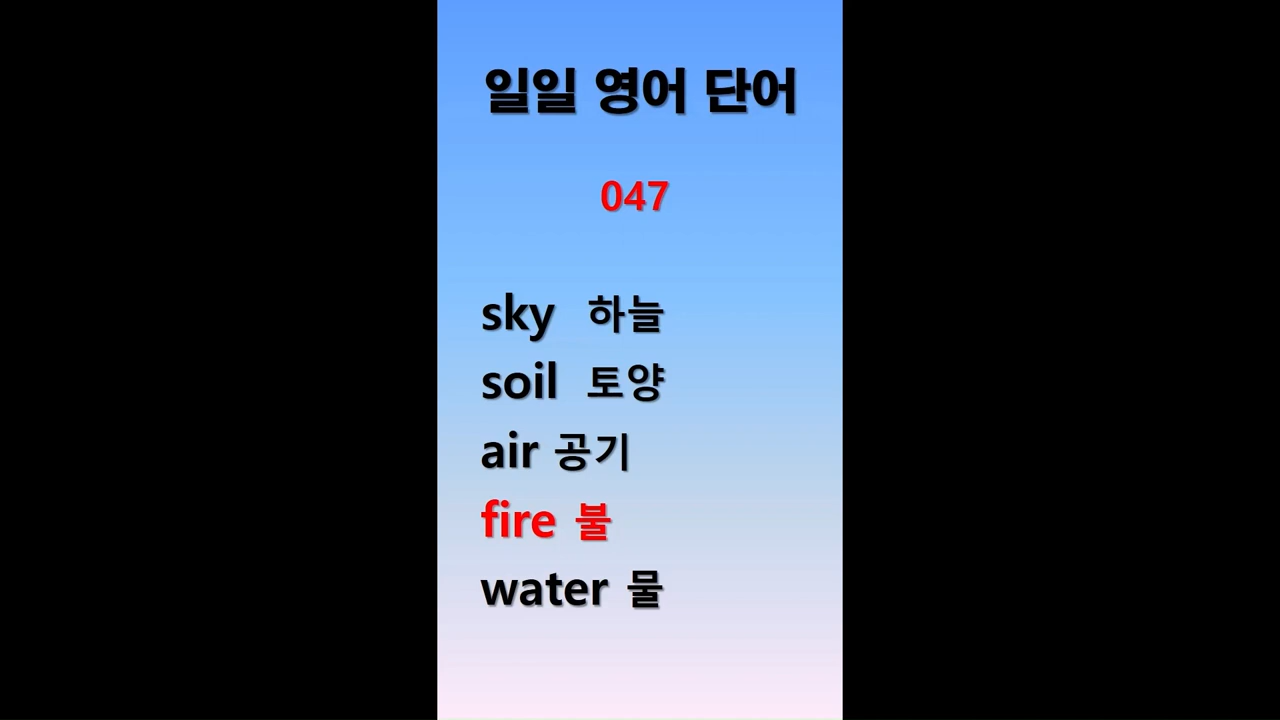 일일 영어 단어
047
sky 하늘
soil 토양
air 공기
fire 불
water 물